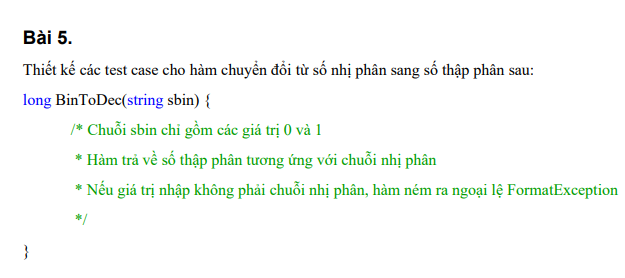 Bài 5.
Thiết kế các test case cho hàm chuyển đổi từ số nhị phân sang số thập phân sau:
long BinToDec(string sbin) {
/* Chuỗi sbin chỉ gồm các giá trị 0 và 1
* Hàm trả về số thập phân tương ứng với chuỗi nhị phân
* Nếu giá trị nhập không phải chuỗi nhị phân, hàm ném ra ngoại lệ FormatException
*/
}